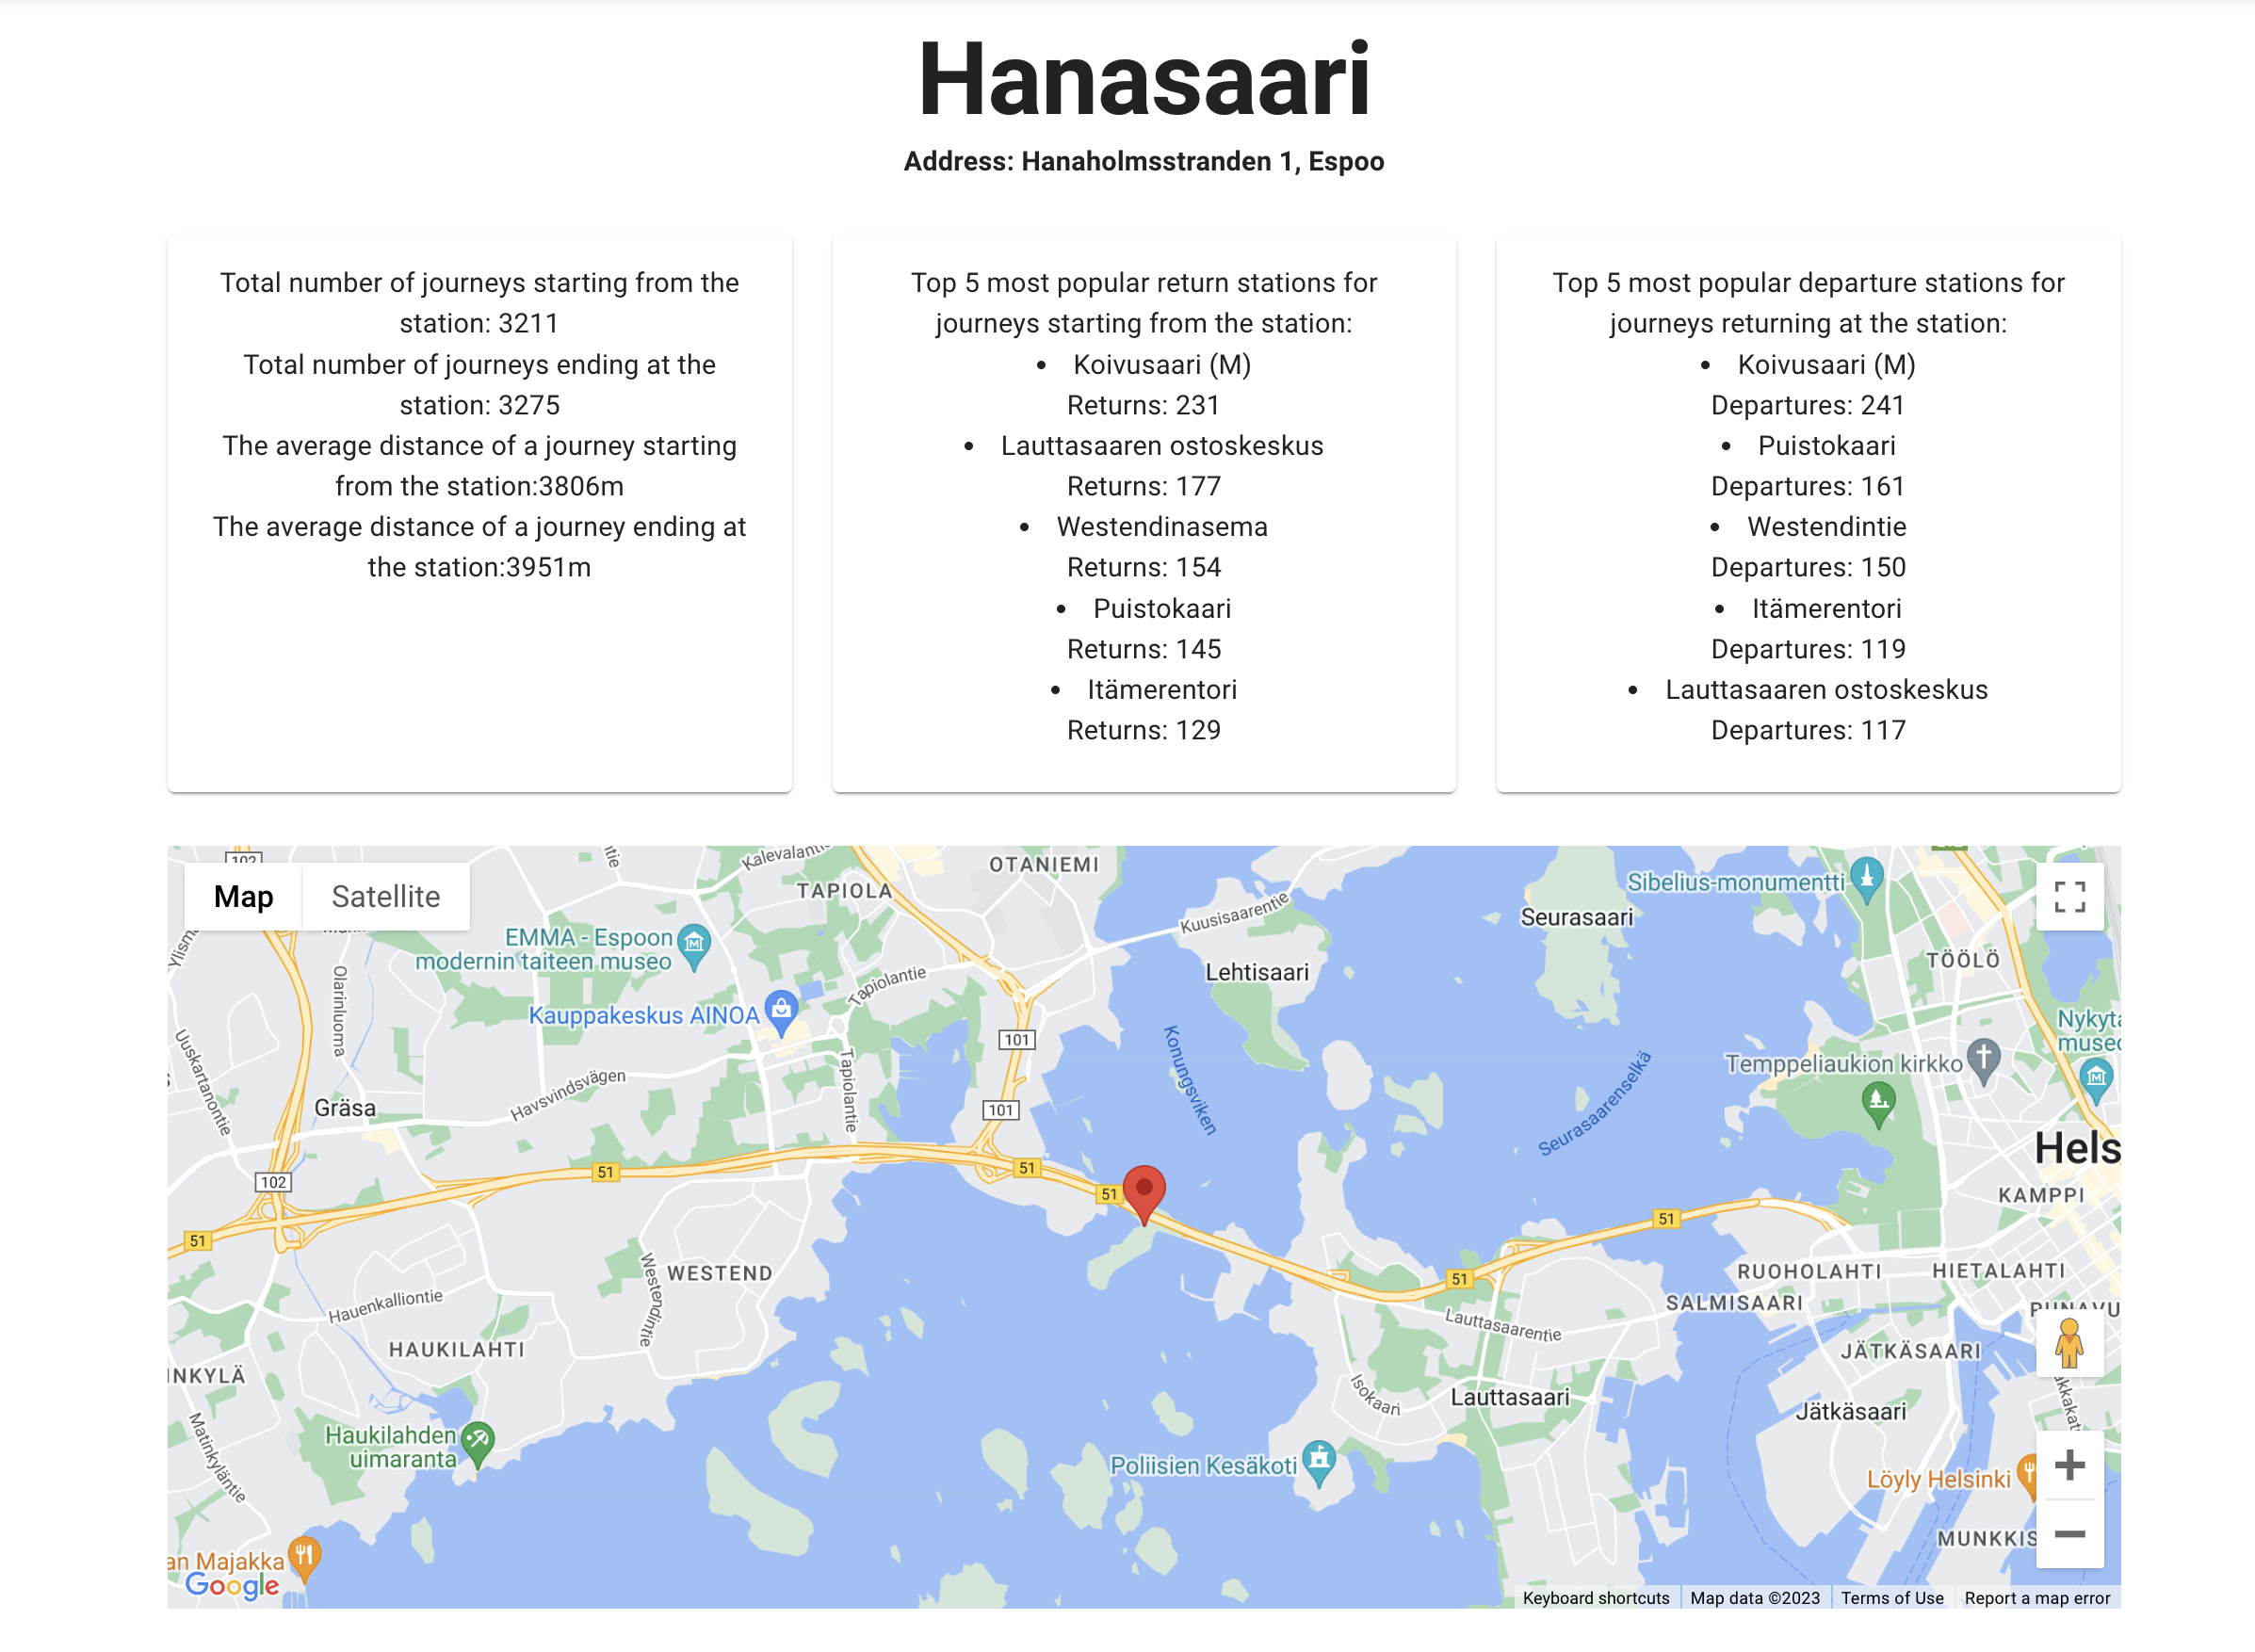 Hanasaari
Address: Hanaholmsstranden 1, Espoo
Total number of journeys starting from the
station: 3211
Total number of journeys ending at the
station: 3275
The average distance of a journey starting
from the station:3806m
The average distance of a journey ending at
the station:3951m
Top 5 most popular return stations for
journeys starting from the station:
• Koivusaari (M)
Returns: 231
• Lauttasaaren ostoskeskus
Returns: 177
• Westendinasema
Returns: 154
• Puistokaari
Returns: 145
• Itämerentori
Returns: 129
Top 5 most popular departure stations for
journeys returning at the station:
• Koivusaari (M)
Departures: 241
• Puistokaari
Departures: 161
• Westendintie
Departures: 150
• Itämerentori
Departures: 119
• Lauttasaaren ostoskeskus
Departures: 117
102
Map
Satellite
Kalevalantie
TAPIOLA
OTANIEMI
Kuusisaarentie
Seurasaari
Sibelius-monumentti
EMMA - Espoon
modernin taiteen museo
Olarinluoma
Tapiolantie
Lehtisaari
TÖÖLÖ
Kauppakeskus AINOA
101
Konungsviken
Nykyta
museo
Uuskartanontie
Havsvindsvägen
Tapiolantie
Seurasaarenselkä
Temppeliaukion kirkko
Gräsa
101
Hels
102
51
51
51
KAMPPI
51
51
WESTEND
Westendintie
51
RUOHOLAHTI
HIETALAHTI
Hauenkalliontie
SALMISAARI
PUNAVU
Lauttasaarentie
HAUKILAHTI
JÄTKÄSAARI
INKYLÄ
Isokaari
Lauttasaari
Jätkäsaari
Matinkyläntie
Haukilahden
uimaranta
Poliisien Kesäkoti
Löyly Helsinki
MUNKKIS
an Majakka
Google
Keyboard shortcuts
Map data ©2023
Terms of Use
Report a map error